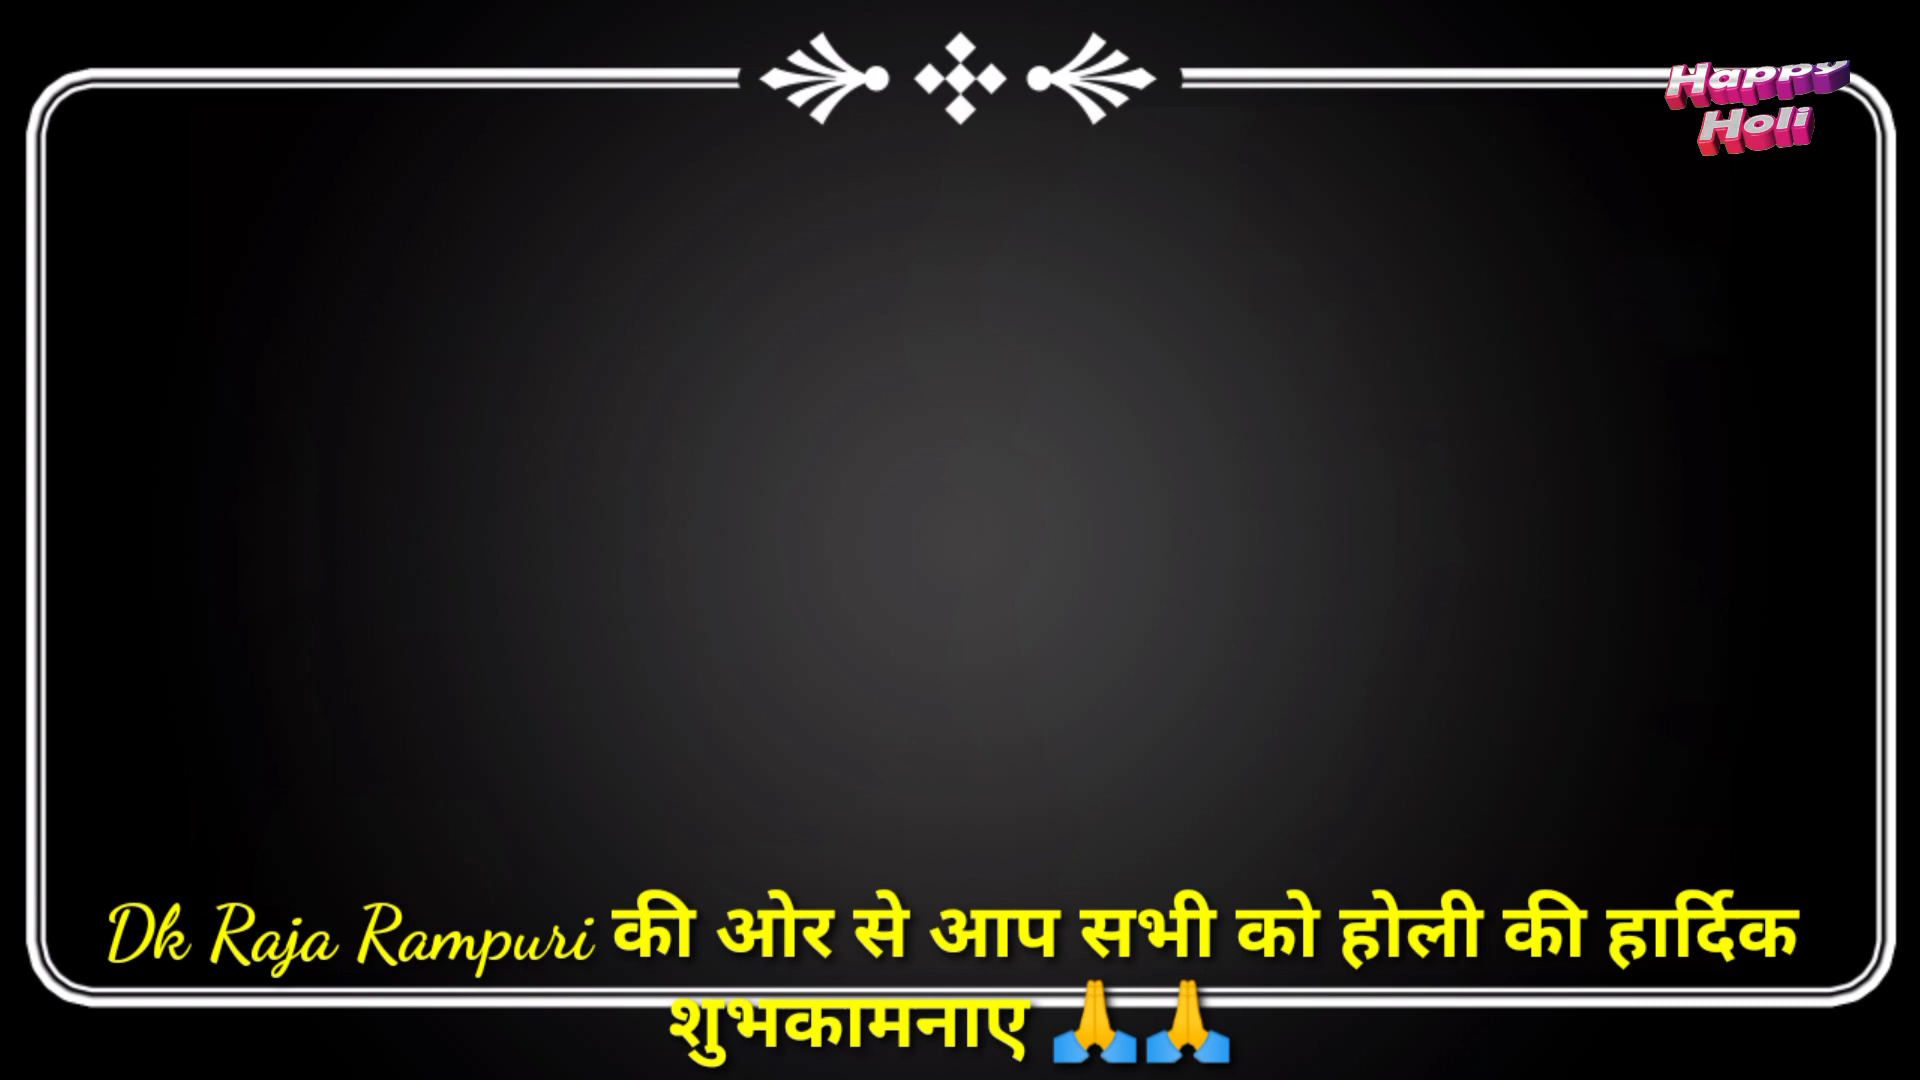 Happy
Holi
Dk Raja Rampuri की ओर से आप सभी को होली की हार्दिक
शुभकामनाए 🙏🙏